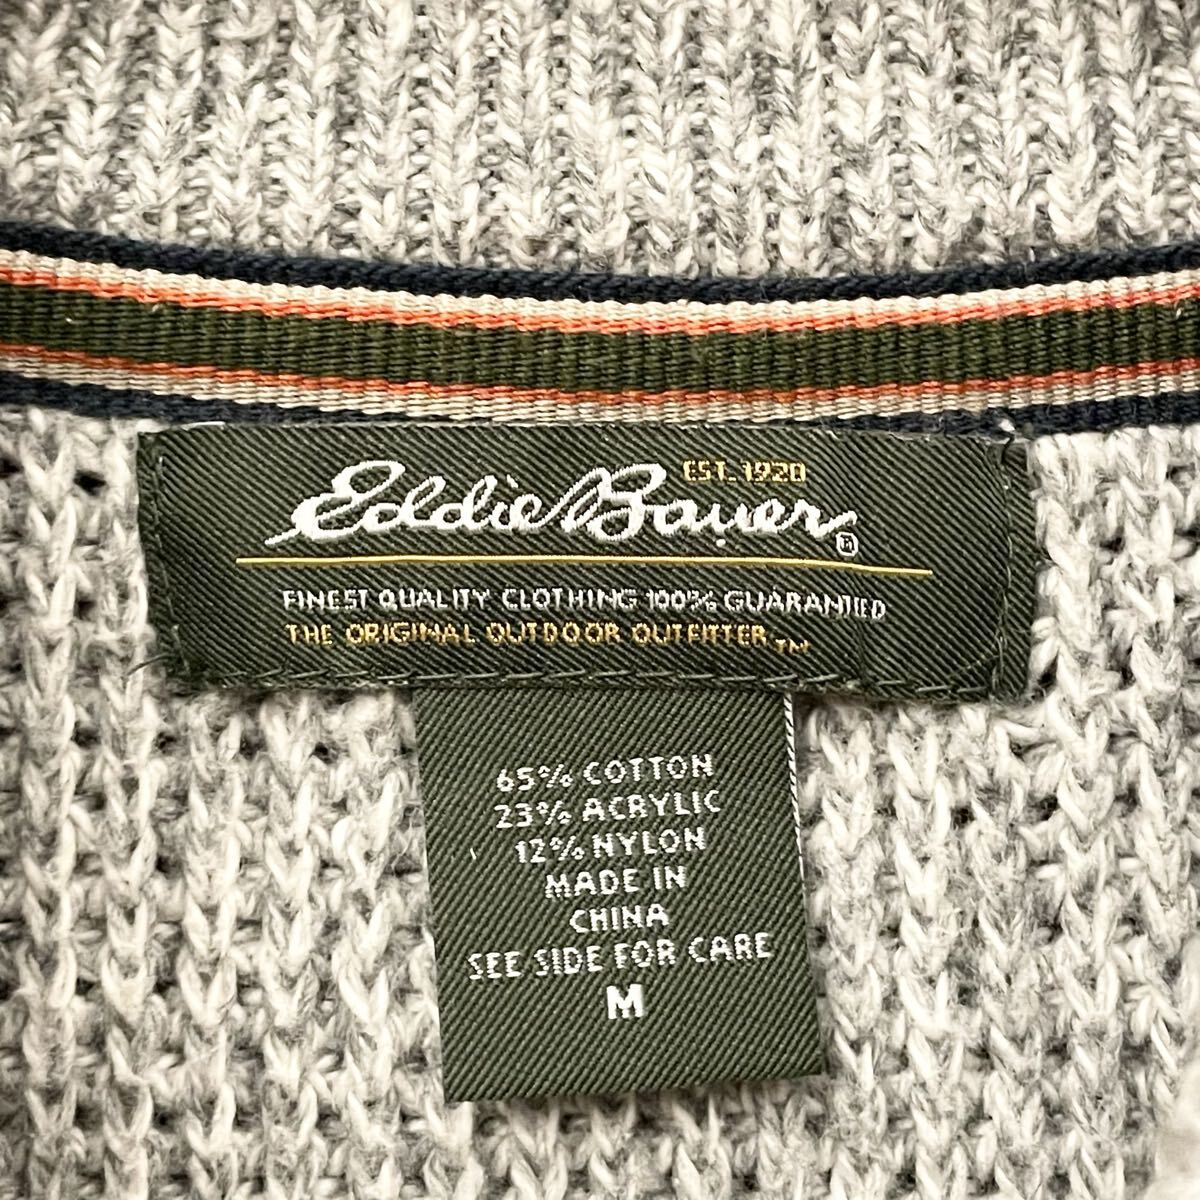 EST. 1920
Eddie Bauer ®
FINEST QUALITY CLOTHING 100% GUARANTEED
THE ORIGINAL OUTDOOR OUTFITTER TM
65% COTTON
23% ACRYLIC
12% NYLON
MADE IN
CHINA
SEE SIDE FOR CARE
M